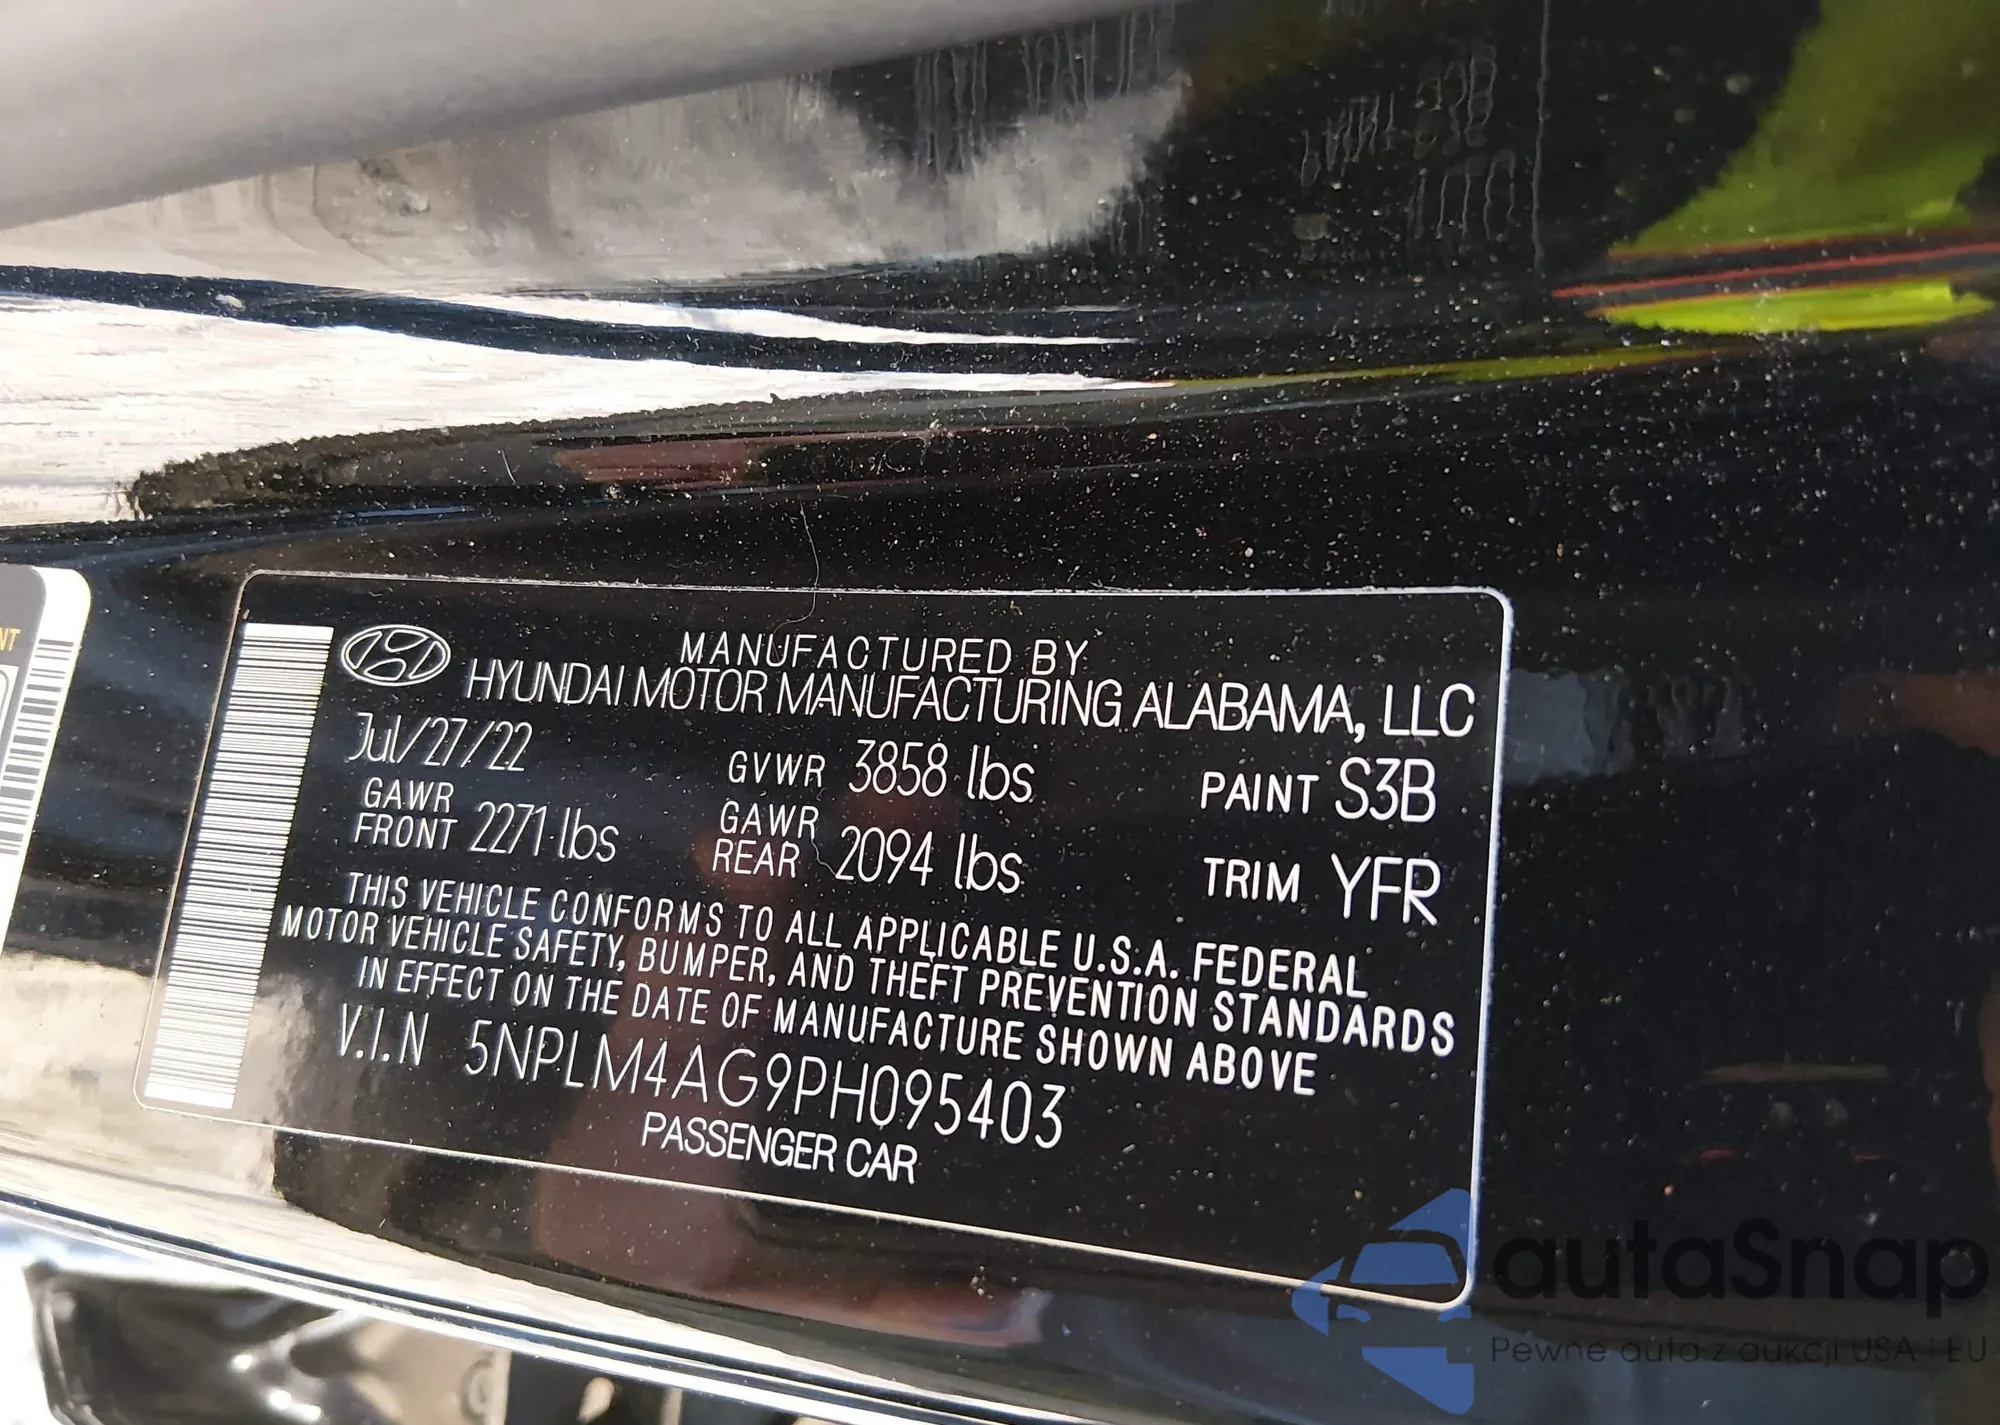 NT
MANUFACTURED BY
HYUNDAI MOTOR MANUFACTURING ALABAMA, LLC
Jul/27/22 GVWR 3858 lbs PAINT S3B
GAWR FRONT 2271 lbs GAWR REAR 2094 lbs TRIM YFR
THIS VEHICLE CONFORMS TO ALL APPLICABLE U.S.A. FEDERAL
MOTOR VEHICLE SAFETY, BUMPER, AND THEFT PREVENTION STANDARDS
IN EFFECT ON THE DATE OF MANUFACTURE SHOWN ABOVE
V.I.N 5NPLM4AG9PH095403
PASSENGER CAR
autaSnap
Pewne auta z aukcji USA i EU